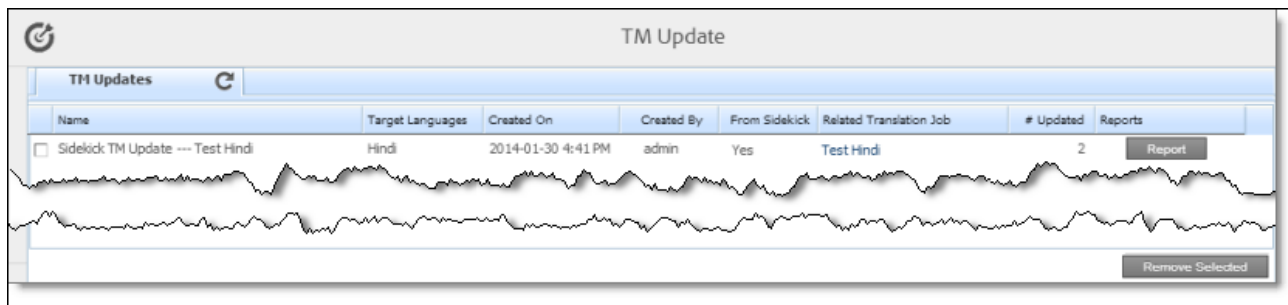 TM Update
TM Updates
Name Target Languages Created On Created By From Sidekick Related Translation Job # Updated Reports
Sidekick TM Update --- Test Hindi Hindi 2014-01-30 4:41 PM admin Yes Test Hindi 2 Report
Remove Selected